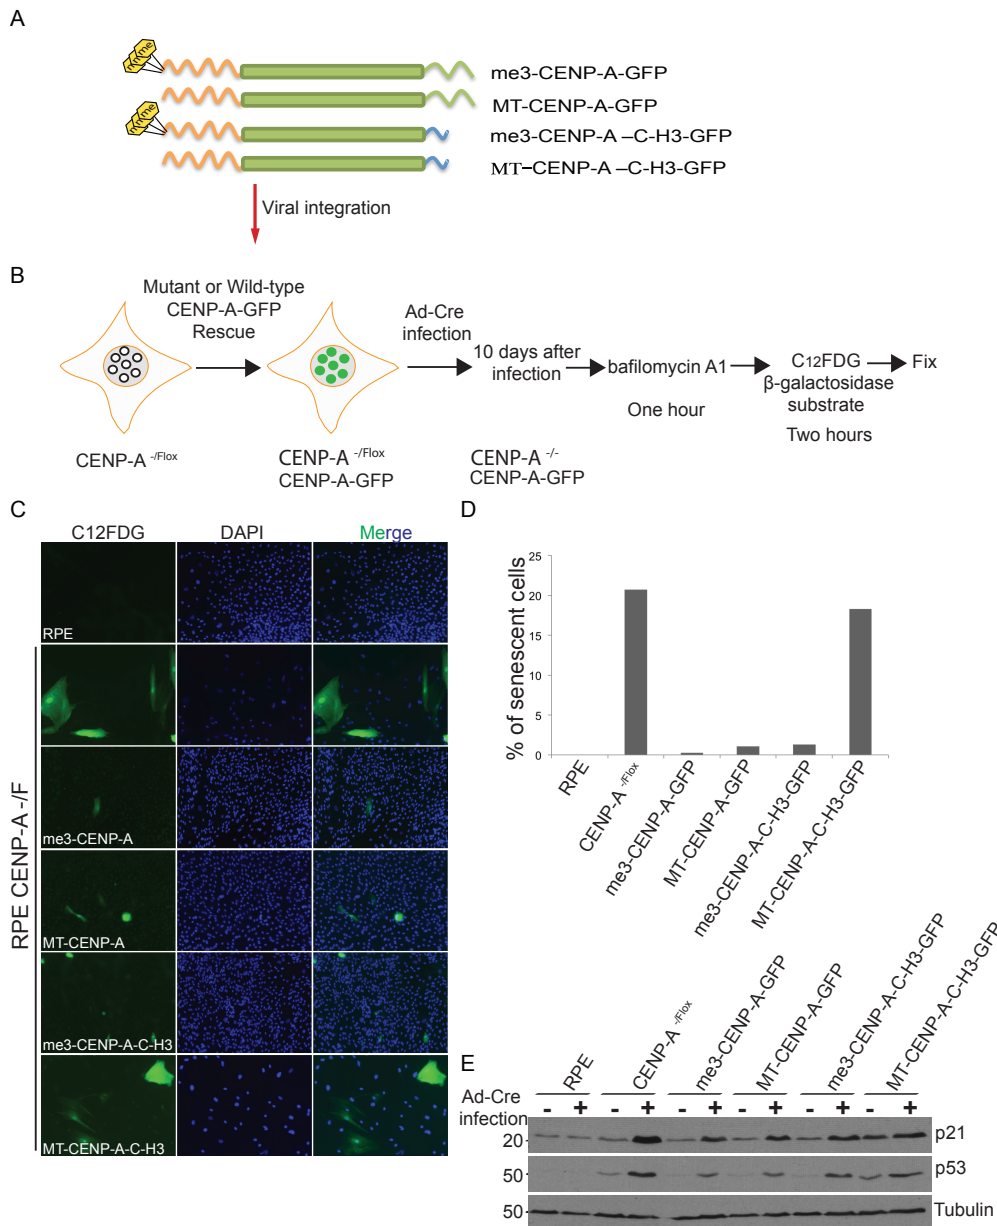 A
me
me3-CENP-A-GFP
MT-CENP-A-GFP
me
me3-CENP-A –C-H3-GFP
MT–CENP-A –C-H3-GFP
Viral integration
B
Mutant or Wild-type
CENP-A-GFP
Rescue
Ad-Cre
infection
10 days after
infection
bafilomycin A1
One hour
C12FDG
β-galactosidase
substrate
Two hours
Fix
CENP-A -/Flox
CENP-A -/Flox
CENP-A-GFP
CENP-A -/-
CENP-A-GFP
C
C12FDG
DAPI
Merge
RPE
RPE CENP-A -/F
me3-CENP-A
MT-CENP-A
me3-CENP-A-C-H3
MT-CENP-A-C-H3
D
% of senescent cells
25
20
15
10
5
0
RPE
CENP-A -/Flox
me3-CENP-A-GFP
MT-CENP-A-GFP
me3-CENP-A-C-H3-GFP
MT-CENP-A-C-H3-GFP
E
RPE
CENP-A -/Flox
me3-CENP-A-GFP
MT-CENP-A-GFP
me3-CENP-A-C-H3-GFP
MT-CENP-A-C-H3-GFP
Ad-Cre
infection
- + - + - + - + - + - +
20 p21
50 p53
50 Tubulin